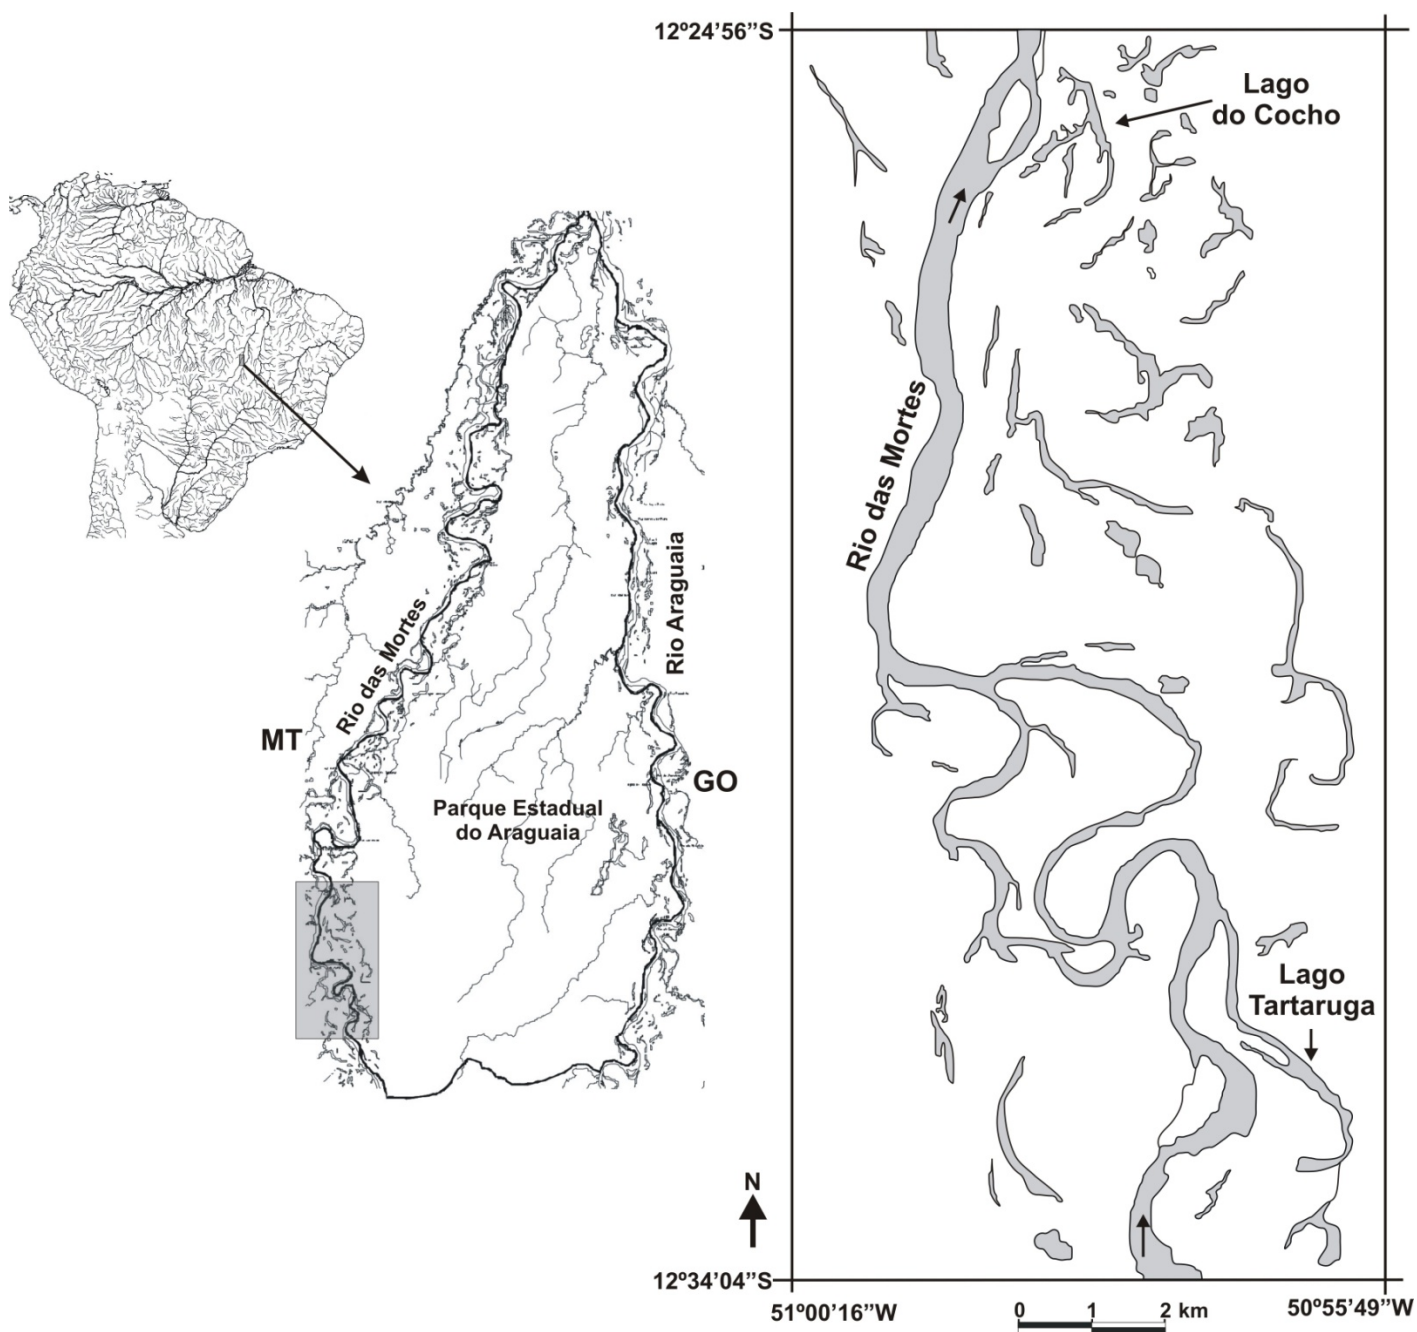 12º24’56”S
Lago
do Cocho
Rio das Mortes
Rio das Mortes
Rio Araguaia
MT
GO
Parque Estadual
do Araguaia
Lago
Tartaruga
N
12º34’04”S
51º00’16”W
0 1 2 km
50º55’49”W